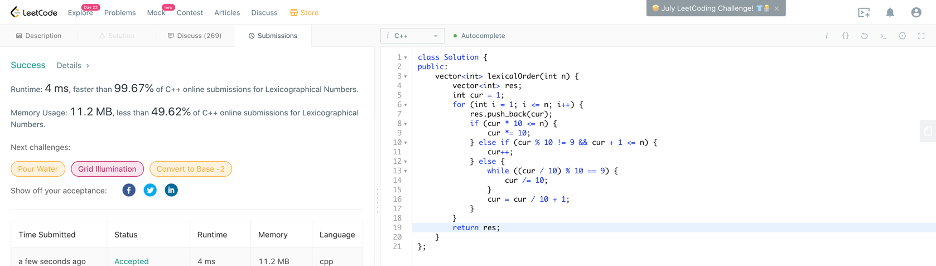 LeetCode
Explore Day 22 Problems Mock new Contest Articles Discuss Store
July LeetCoding Challenge! ×
Description Solution Discuss (269) Submissions
Success Details >
Runtime: 4 ms, faster than 99.67% of C++ online submissions for Lexicographical Numbers.
Memory Usage: 11.2 MB, less than 49.62% of C++ online submissions for Lexicographical
Numbers.
Next challenges:
Pour Water Grid Illumination Convert to Base -2
Show off your acceptance:
Time Submitted Status Runtime Memory Language
a few seconds ago Accepted 4 ms 11.2 MB cpp
i C++ Autocomplete
1 class Solution {
2 public:
3 vector<int> lexicalOrder(int n) {
4 vector<int> res;
5 int cur = 1;
6 for (int i = 1; i <= n; i++) {
7 res.push_back(cur);
8 if (cur * 10 <= n) {
9 cur *= 10;
10 } else if (cur % 10 != 9 && cur + 1 <= n) {
11 cur++;
12 } else {
13 while ((cur / 10) % 10 == 9) {
14 cur /= 10;
15 }
16 cur = cur / 10 + 1;
17 }
18 }
19 return res;
20 }
21 };